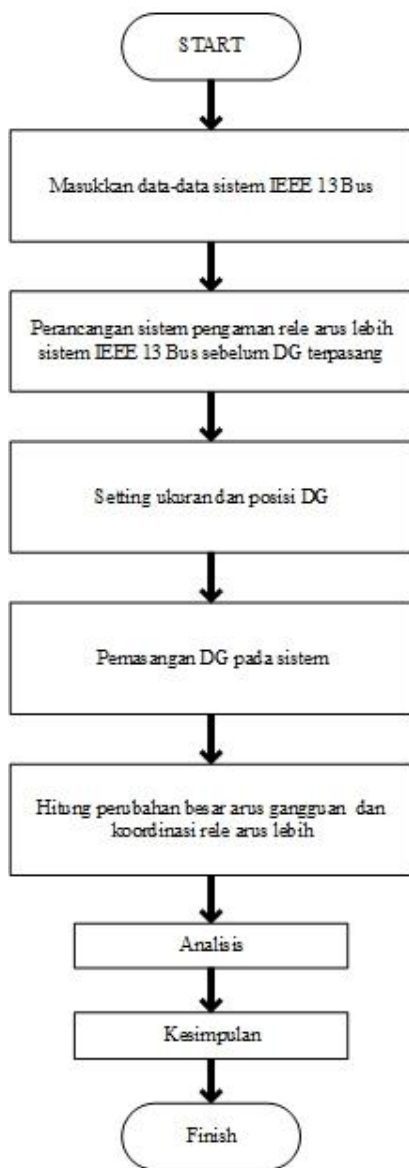 START
Masukkan data-data sistem IEEE 13 Bus
Perancangan sistem pengaman rele arus lebih
sistem IEEE 13 Bus sebelum DG terpasang
Setting ukuran dan posisi DG
Pemasangan DG pada sistem
Hitung perubahan besar arus gangguan dan
koordinasi rele arus lebih
Analisis
Kesimpulan
Finish